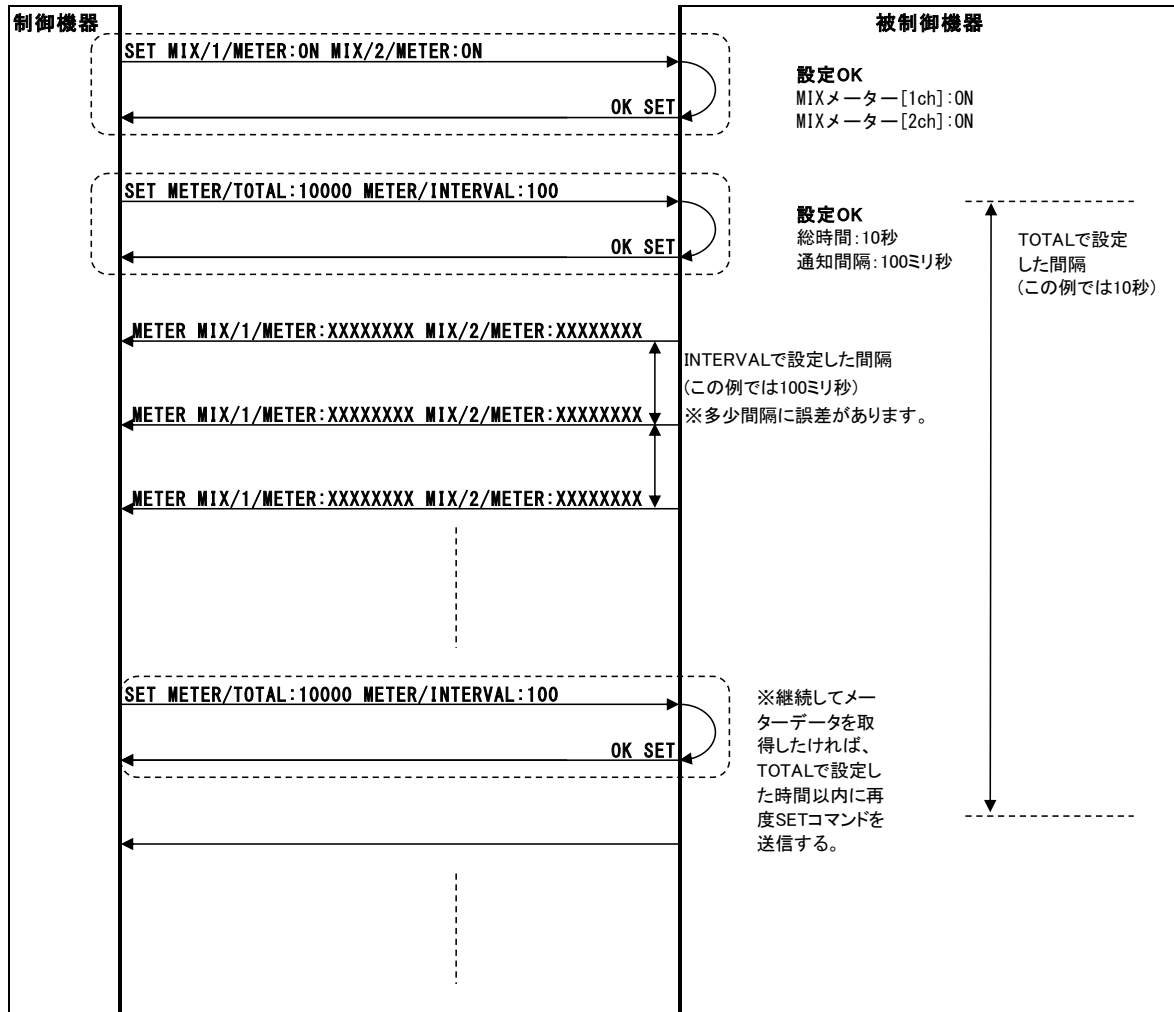 制御機器
被制御機器
SET MIX/1/METER:ON MIX/2/METER:ON
OK SET
設定OK
MIXメーター[1ch]:ON
MIXメーター[2ch]:ON
SET METER/TOTAL:10000 METER/INTERVAL:100
OK SET
設定OK
総時間:10秒
通知間隔:100ミリ秒
TOTALで設定
した間隔
(この例では10秒)
METER MIX/1/METER:XXXXXXXX MIX/2/METER:XXXXXXXX
INTERVALで設定した間隔
(この例では100ミリ秒)
※多少間隔に誤差があります。
METER MIX/1/METER:XXXXXXXX MIX/2/METER:XXXXXXXX
METER MIX/1/METER:XXXXXXXX MIX/2/METER:XXXXXXXX
SET METER/TOTAL:10000 METER/INTERVAL:100
OK SET
※継続してメー
ターデータを取
得したければ、
TOTALで設定し
た時間以内に再
度SETコマンドを
送信する。